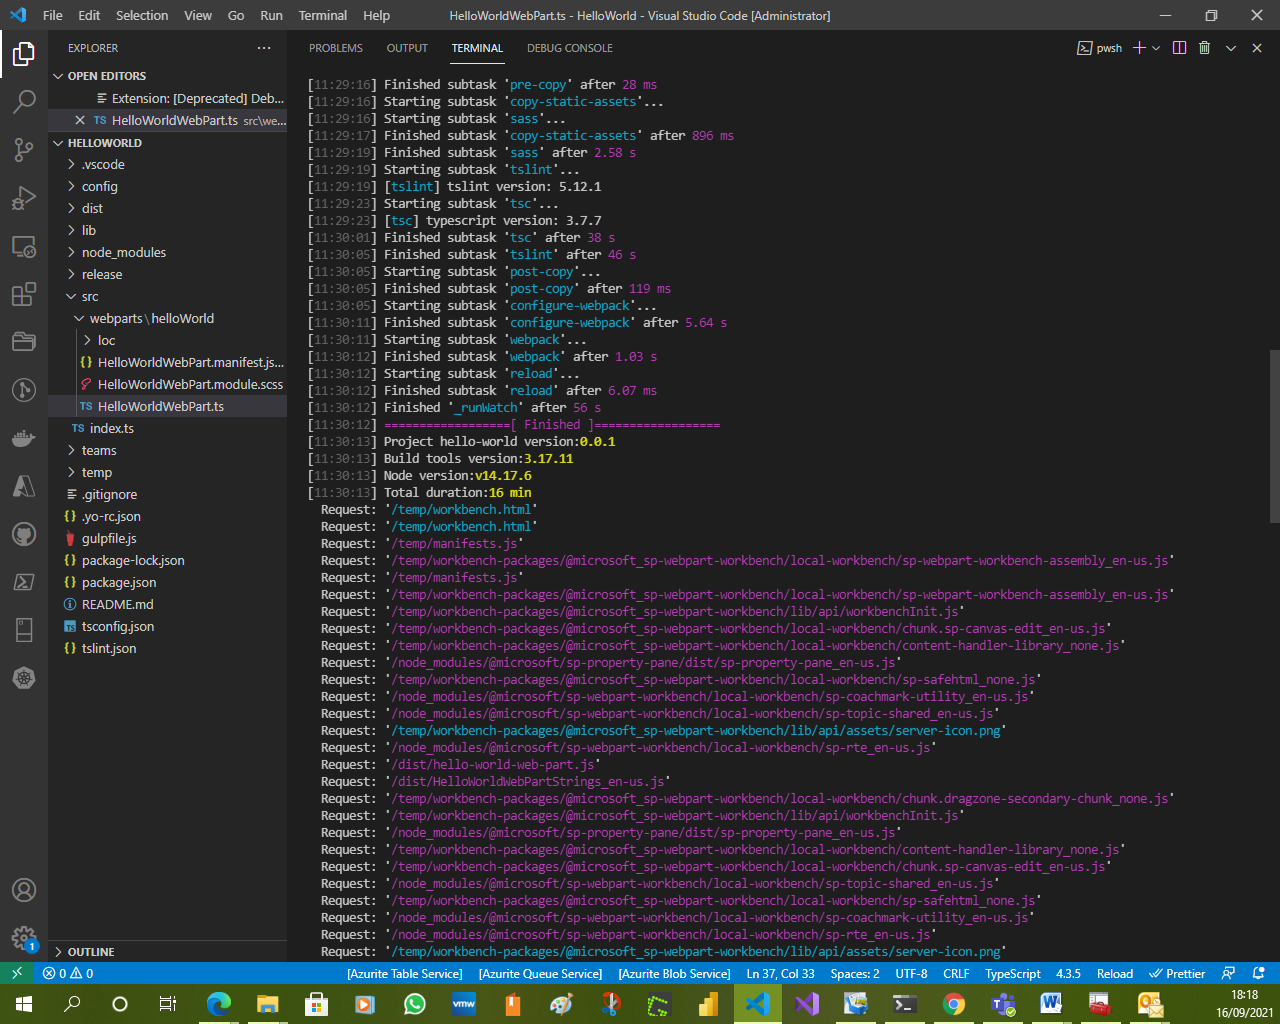 File Edit Selection View Go Run Terminal Help HelloWorldWebPart.ts - HelloWorld - Visual Studio Code [Administrator]
EXPLORER
OPEN EDITORS
Extension: [Deprecated] Deb...
TS HelloWorldWebPart.ts src\we...
HELLOWORLD
.vscode
config
dist
lib
node_modules
release
src
webparts\helloWorld
loc
{} HelloWorldWebPart.manifest.js...
HelloWorldWebPart.module.scss
TS HelloWorldWebPart.ts
TS index.ts
teams
temp
.gitignore
{} .yo-rc.json
gulpfile.js
{} package-lock.json
{} package.json
README.md
TS tsconfig.json
{} tslint.json
OUTLINE
PROBLEMS OUTPUT TERMINAL DEBUG CONSOLE pwsh
[11:29:16] Finished subtask 'pre-copy' after 28 ms
[11:29:16] Starting subtask 'copy-static-assets'...
[11:29:16] Starting subtask 'sass'...
[11:29:17] Finished subtask 'copy-static-assets' after 896 ms
[11:29:19] Finished subtask 'sass' after 2.58 s
[11:29:19] Starting subtask 'tslint'...
[11:29:19] [tslint] tslint version: 5.12.1
[11:29:23] Starting subtask 'tsc'...
[11:29:23] [tsc] typescript version: 3.7.7
[11:30:01] Finished subtask 'tsc' after 38 s
[11:30:05] Finished subtask 'tslint' after 46 s
[11:30:05] Starting subtask 'post-copy'...
[11:30:05] Finished subtask 'post-copy' after 119 ms
[11:30:05] Starting subtask 'configure-webpack'...
[11:30:11] Finished subtask 'configure-webpack' after 5.64 s
[11:30:11] Starting subtask 'webpack'...
[11:30:12] Finished subtask 'webpack' after 1.03 s
[11:30:12] Starting subtask 'reload'...
[11:30:12] Finished subtask 'reload' after 6.07 ms
[11:30:12] Finished '_runWatch' after 56 s
[11:30:12] ==================[ Finished ]==================
[11:30:13] Project hello-world version:0.0.1
[11:30:13] Build tools version:3.17.11
[11:30:13] Node version:v14.17.6
[11:30:13] Total duration:16 min
Request: '/temp/workbench.html'
Request: '/temp/workbench.html'
Request: '/temp/manifests.js'
Request: '/temp/workbench-packages/@microsoft_sp-webpart-workbench/local-workbench/sp-webpart-workbench-assembly_en-us.js'
Request: '/temp/manifests.js'
Request: '/temp/workbench-packages/@microsoft_sp-webpart-workbench/local-workbench/sp-webpart-workbench-assembly_en-us.js'
Request: '/temp/workbench-packages/@microsoft_sp-webpart-workbench/lib/api/workbenchInit.js'
Request: '/temp/workbench-packages/@microsoft_sp-webpart-workbench/local-workbench/chunk.sp-canvas-edit_en-us.js'
Request: '/temp/workbench-packages/@microsoft_sp-webpart-workbench/local-workbench/content-handler-library_none.js'
Request: '/node_modules/@microsoft/sp-property-pane/dist/sp-property-pane_en-us.js'
Request: '/temp/workbench-packages/@microsoft_sp-webpart-workbench/local-workbench/sp-safehtml_none.js'
Request: '/node_modules/@microsoft/sp-webpart-workbench/local-workbench/sp-coachmark-utility_en-us.js'
Request: '/node_modules/@microsoft/sp-webpart-workbench/local-workbench/sp-topic-shared_en-us.js'
Request: '/temp/workbench-packages/@microsoft_sp-webpart-workbench/lib/api/assets/server-icon.png'
Request: '/node_modules/@microsoft/sp-webpart-workbench/local-workbench/sp-rte_en-us.js'
Request: '/dist/hello-world-web-part.js'
Request: '/dist/HelloWorldWebPartStrings_en-us.js'
Request: '/temp/workbench-packages/@microsoft_sp-webpart-workbench/local-workbench/chunk.dragzone-secondary-chunk_none.js'
Request: '/temp/workbench-packages/@microsoft_sp-webpart-workbench/lib/api/workbenchInit.js'
Request: '/node_modules/@microsoft/sp-property-pane/dist/sp-property-pane_en-us.js'
Request: '/temp/workbench-packages/@microsoft_sp-webpart-workbench/local-workbench/content-handler-library_none.js'
Request: '/temp/workbench-packages/@microsoft_sp-webpart-workbench/local-workbench/chunk.sp-canvas-edit_en-us.js'
Request: '/node_modules/@microsoft/sp-webpart-workbench/local-workbench/sp-topic-shared_en-us.js'
Request: '/temp/workbench-packages/@microsoft_sp-webpart-workbench/local-workbench/sp-safehtml_none.js'
Request: '/node_modules/@microsoft/sp-webpart-workbench/local-workbench/sp-coachmark-utility_en-us.js'
Request: '/node_modules/@microsoft/sp-webpart-workbench/local-workbench/sp-rte_en-us.js'
Request: '/temp/workbench-packages/@microsoft_sp-webpart-workbench/lib/api/assets/server-icon.png'
1
0 0 [Azurite Table Service] [Azurite Queue Service] [Azurite Blob Service] Ln 37, Col 33 Spaces: 2 UTF-8 CRLF TypeScript 4.3.5 Reload Prettier
vmw
18:18
16/09/2021